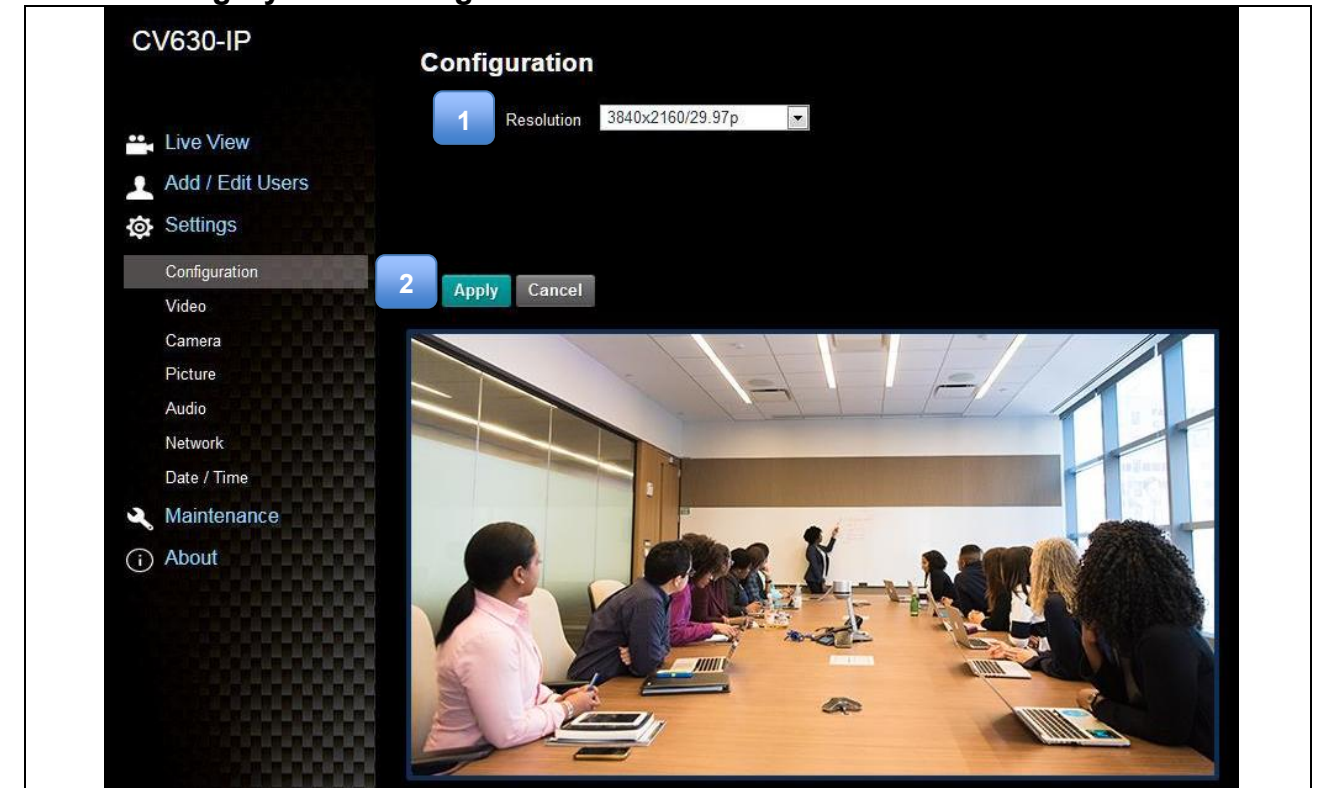 CV630-IP
Configuration
1
Resolution 3840x2160/29.97p
Live View
Add / Edit Users
Settings
Configuration
Video
Camera
Picture
Audio
Network
Date / Time
Maintenance
About
2
Apply Cancel